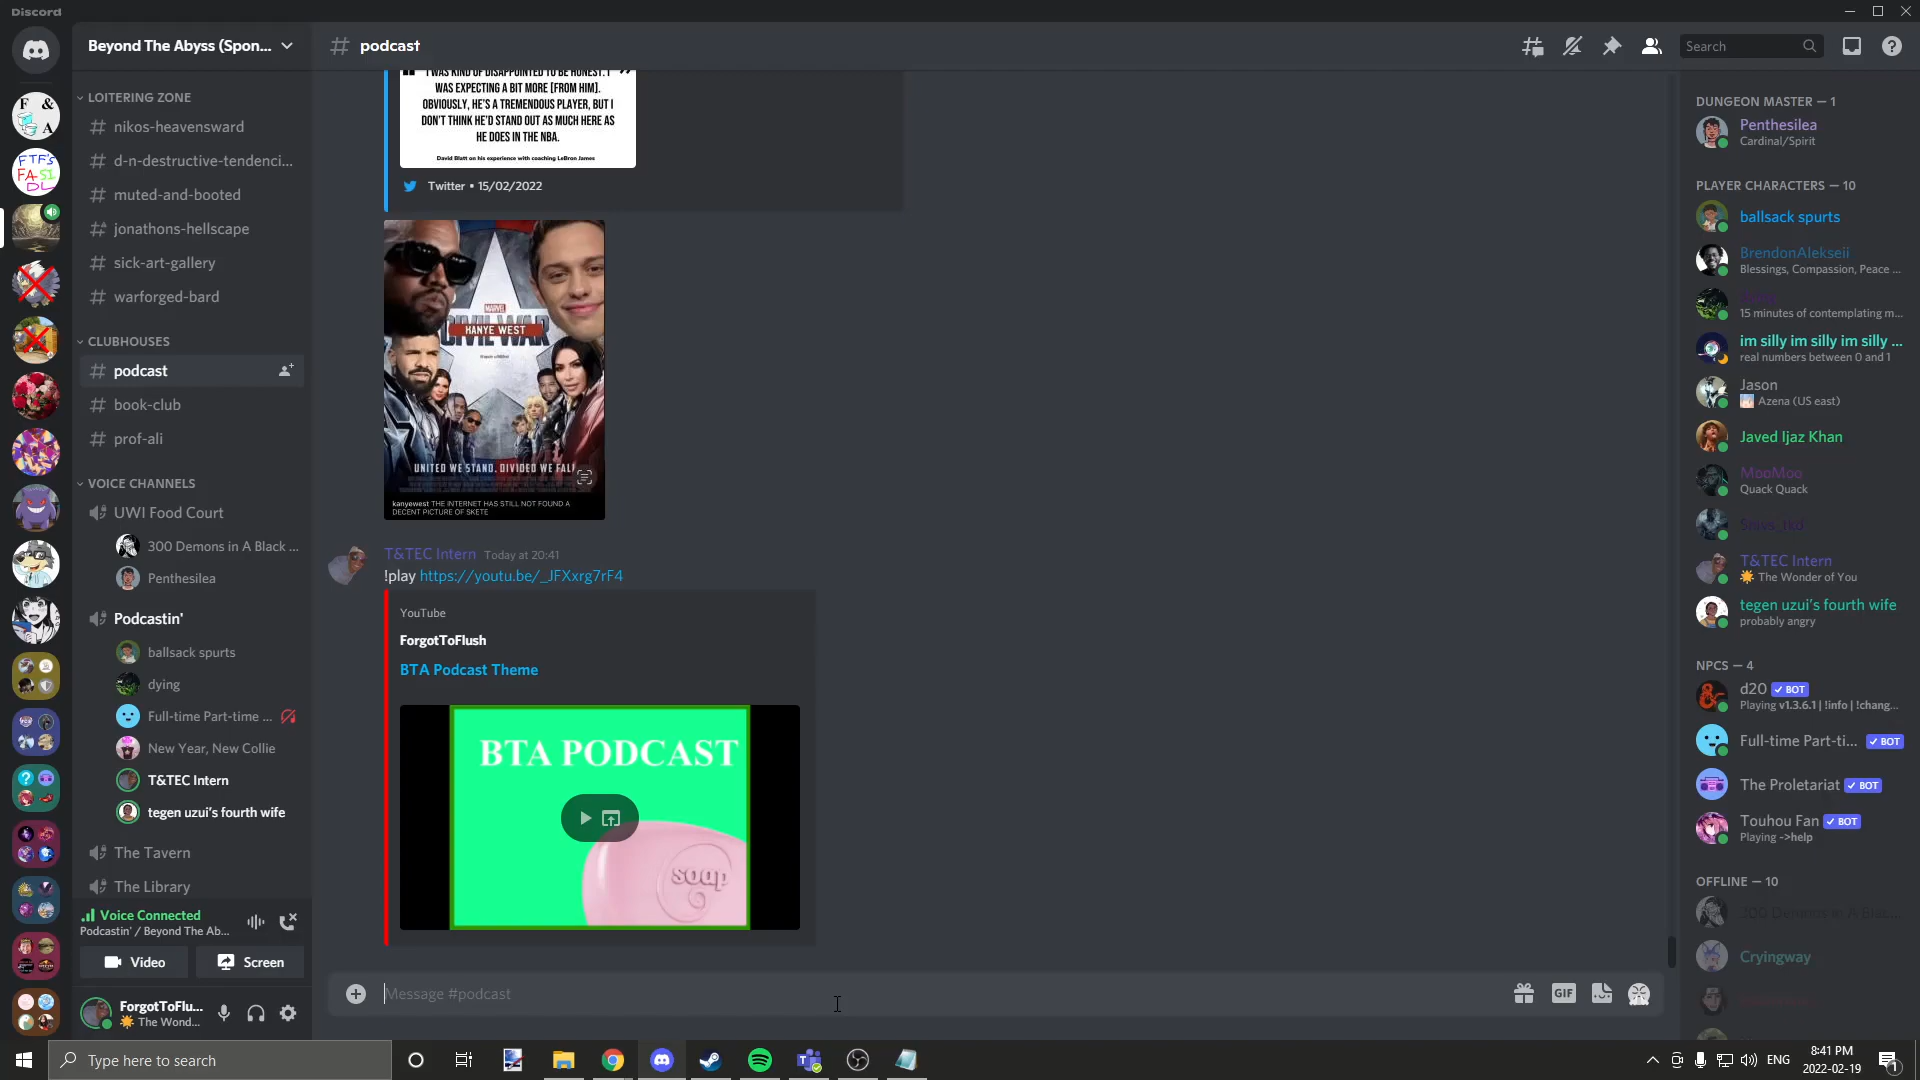 Discord
Beyond The Abyss (Spon...
podcast
Search
LOITERING ZONE
nikos-heavensward
d-n-destructive-tendenci...
muted-and-booted
jonathons-hellscape
sick-art-gallery
warforged-bard
CLUBHOUSES
podcast
book-club
prof-ali
VOICE CHANNELS
UWI Food Court
300 Demons in A Black ...
Penthesilea
Podcastin'
ballsack spurts
dying
Full-time Part-time ...
New Year, New Collie
T&TEC Intern
tegen uzui's fourth wife
The Tavern
The Library
Voice Connected
Podcastin' / Beyond The Ab...
Video
Screen
ForgotToFlu...
The Wond...
F &
A
FTF'S
FASI
DL
I WAS KIND OF DISAPPOINTED TO BE HONEST. I
WAS EXPECTING A BIT MORE [FROM HIM].
OBVIOUSLY, HE'S A TREMENDOUS PLAYER, BUT I
DON'T THINK HE'D STAND OUT AS MUCH HERE AS
HE DOES IN THE NBA.
David Blatt on his experience with coaching LeBron James
Twitter • 15/02/2022
MARVEL
KANYE WEST
CIVIL WAR
UNITED WE STAND. DIVIDED WE FALL
kanyewest THE INTERNET HAS STILL NOT FOUND A
DECENT PICTURE OF SKETE
T&TEC Intern Today at 20:41
!play https://youtu.be/_JFXxrg7rF4
YouTube
ForgotToFlush
BTA Podcast Theme
BTA PODCAST
soap
Message #podcast
GIF
DUNGEON MASTER — 1
Penthesilea
Cardinal/Spirit
PLAYER CHARACTERS — 10
ballsack spurts
BrendonAlekseii
Blessings, Compassion, Peace ...
15 minutes of contemplating m...
im silly im silly im silly ...
real numbers between 0 and 1
Jason
Azena (US east)
Javed Ijaz Khan
MooMoo
Quack Quack
T&TEC Intern
The Wonder of You
tegen uzui's fourth wife
probably angry
NPCS — 4
d20 BOT
Playing v1.3.6.1 | !info | !chang...
Full-time Part-ti... BOT
The Proletariat BOT
Touhou Fan BOT
Playing ->help
OFFLINE — 10
300 Demons in A Blac...
Cryingway
Type here to search
ENG
8:41 PM
2022-02-19
1